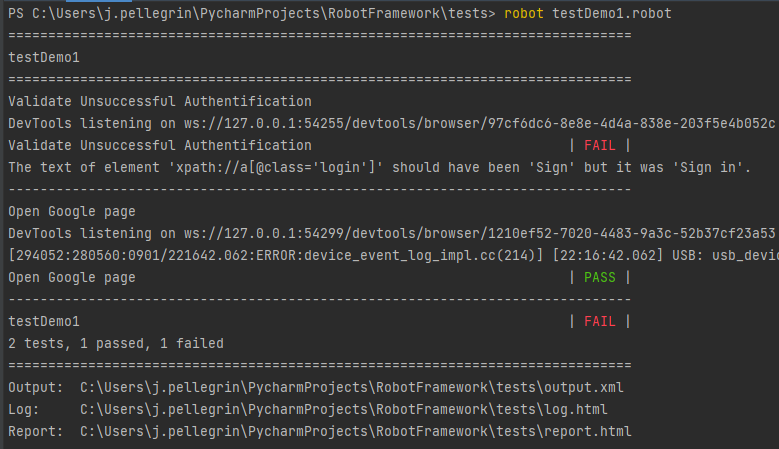 PS C:\Users\j.pellegrin\PycharmProjects\RobotFramework\tests> robot testDemo1.robot
==============================================================================
testDemo1
==============================================================================
Validate Unsuccessful Authentification
DevTools listening on ws://127.0.0.1:54255/devtools/browser/97cf6dc6-8e8e-4d4a-838e-203f5e4b052c
Validate Unsuccessful Authentification | FAIL |
The text of element 'xpath://a[@class='login']' should have been 'Sign' but it was 'Sign in'.
------------------------------------------------------------------------------
Open Google page
DevTools listening on ws://127.0.0.1:54299/devtools/browser/1210ef52-7020-4483-9a3c-52b37cf23a53
[294052:280560:0901/221642.062:ERROR:device_event_log_impl.cc(214)] [22:16:42.062] USB: usb_devic
Open Google page | PASS |
------------------------------------------------------------------------------
testDemo1 | FAIL |
2 tests, 1 passed, 1 failed
==============================================================================
Output: C:\Users\j.pellegrin\PycharmProjects\RobotFramework\tests\output.xml
Log: C:\Users\j.pellegrin\PycharmProjects\RobotFramework\tests\log.html
Report: C:\Users\j.pellegrin\PycharmProjects\RobotFramework\tests\report.html